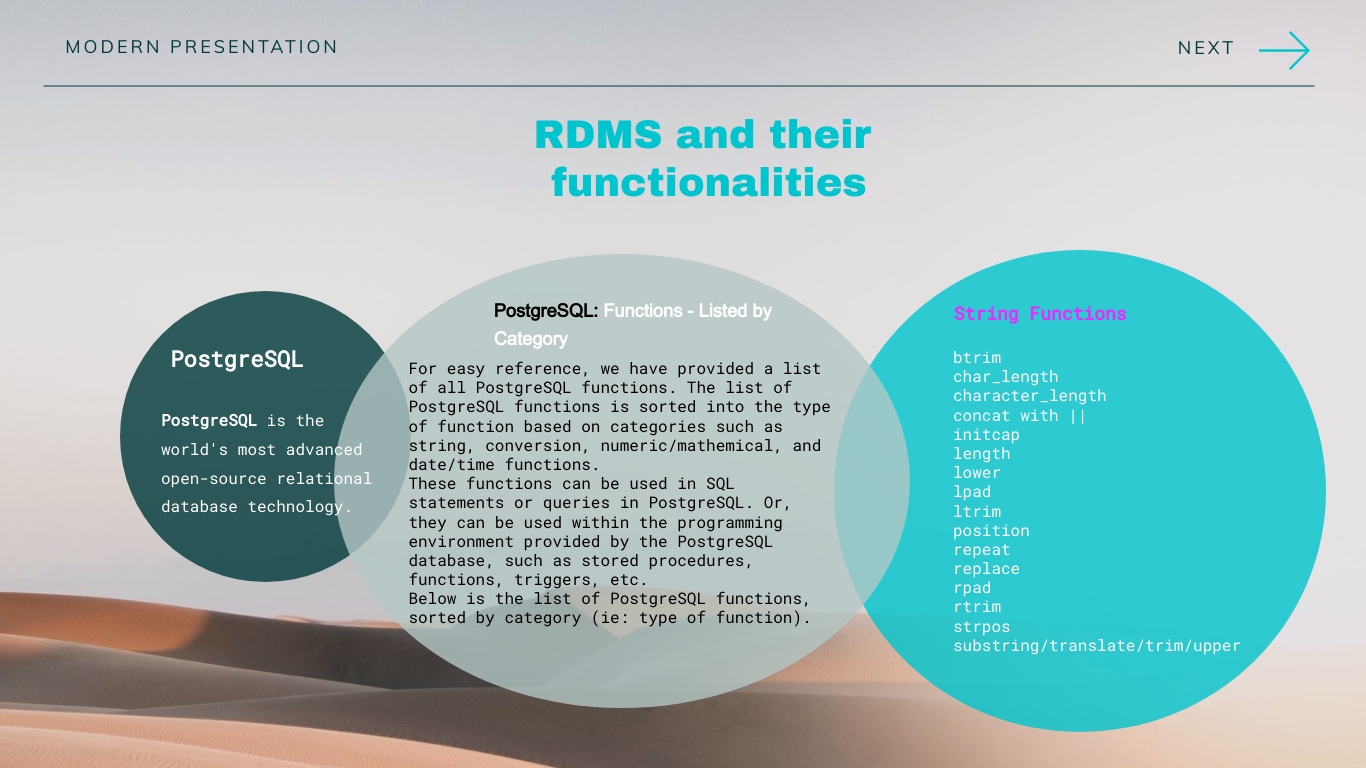 MODERN PRESENTATION
NEXT
RDMS and their
functionalities
PostgreSQL
PostgreSQL is the
world's most advanced
open-source relational
database technology.
PostgreSQL: Functions - Listed by
Category
For easy reference, we have provided a list
of all PostgreSQL functions. The list of
PostgreSQL functions is sorted into the type
of function based on categories such as
string, conversion, numeric/mathemical, and
date/time functions.
These functions can be used in SQL
statements or queries in PostgreSQL. Or,
they can be used within the programming
environment provided by the PostgreSQL
database, such as stored procedures,
functions, triggers, etc.
Below is the list of PostgreSQL functions,
sorted by category (ie: type of function).
String Functions
btrim
char_length
character_length
concat with ||
initcap
length
lower
lpad
ltrim
position
repeat
replace
rpad
rtrim
strpos
substring/translate/trim/upper